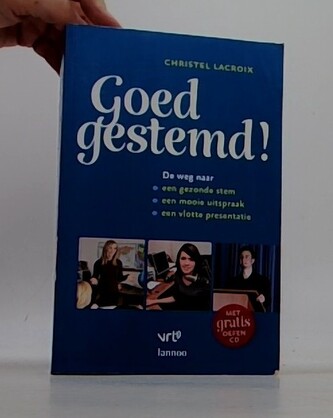 CHRISTEL LACROIX
Goed
gestemd!
De weg naar
een gezonde stem
een mooie uitspraak
een vlotte presentatie
MET
gratis
OEFEN
CD
vrt
lannoo